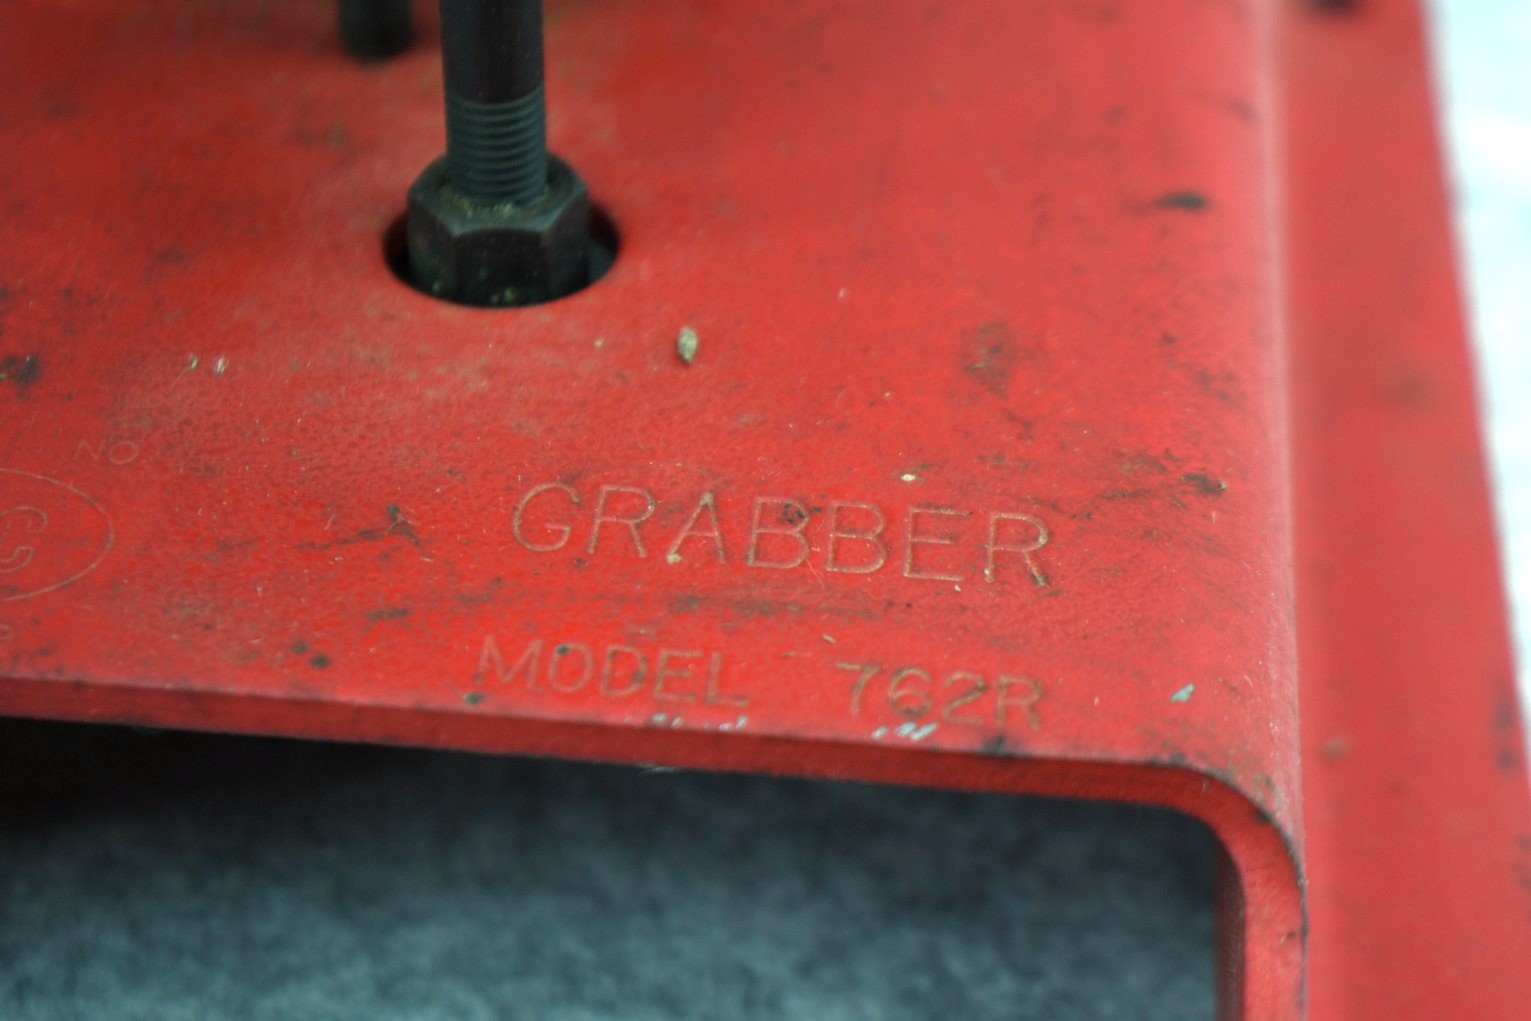 NO
C
GRABBER
MODEL 762R